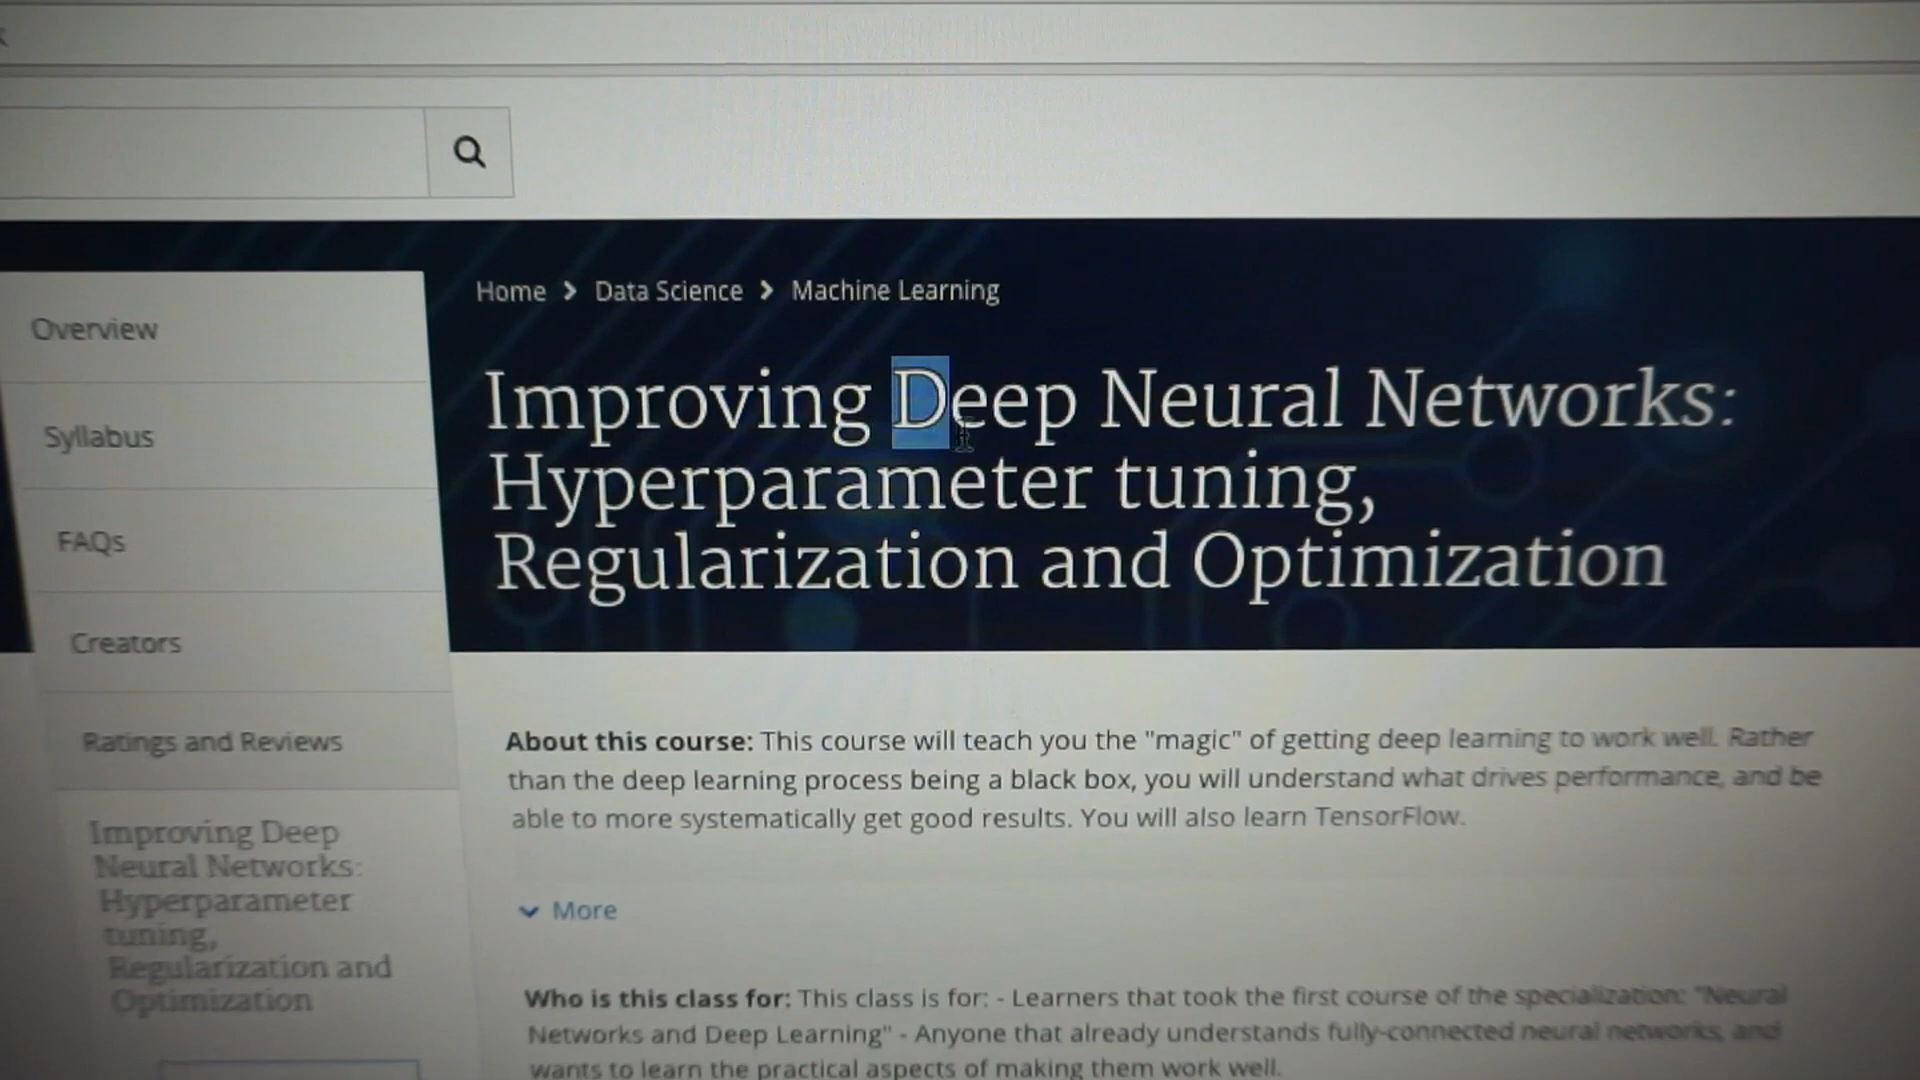 Home > Data Science > Machine Learning
Improving Deep Neural Networks:
Hyperparameter tuning,
Regularization and Optimization
Overview
Syllabus
FAQs
Creators
Ratings and Reviews
Improving Deep
Neural Networks:
Hyperparameter
tuning,
Regularization and
Optimization
About this course: This course will teach you the "magic" of getting deep learning to work well. Rather
than the deep learning process being a black box, you will understand what drives performance, and be
able to more systematically get good results. You will also learn TensorFlow.
More
Who is this class for: This class is for: - Learners that took the first course of the specialization: "Neural
Networks and Deep Learning" - Anyone that already understands fully-connected neural networks, and
wants to learn the practical aspects of making them work well.